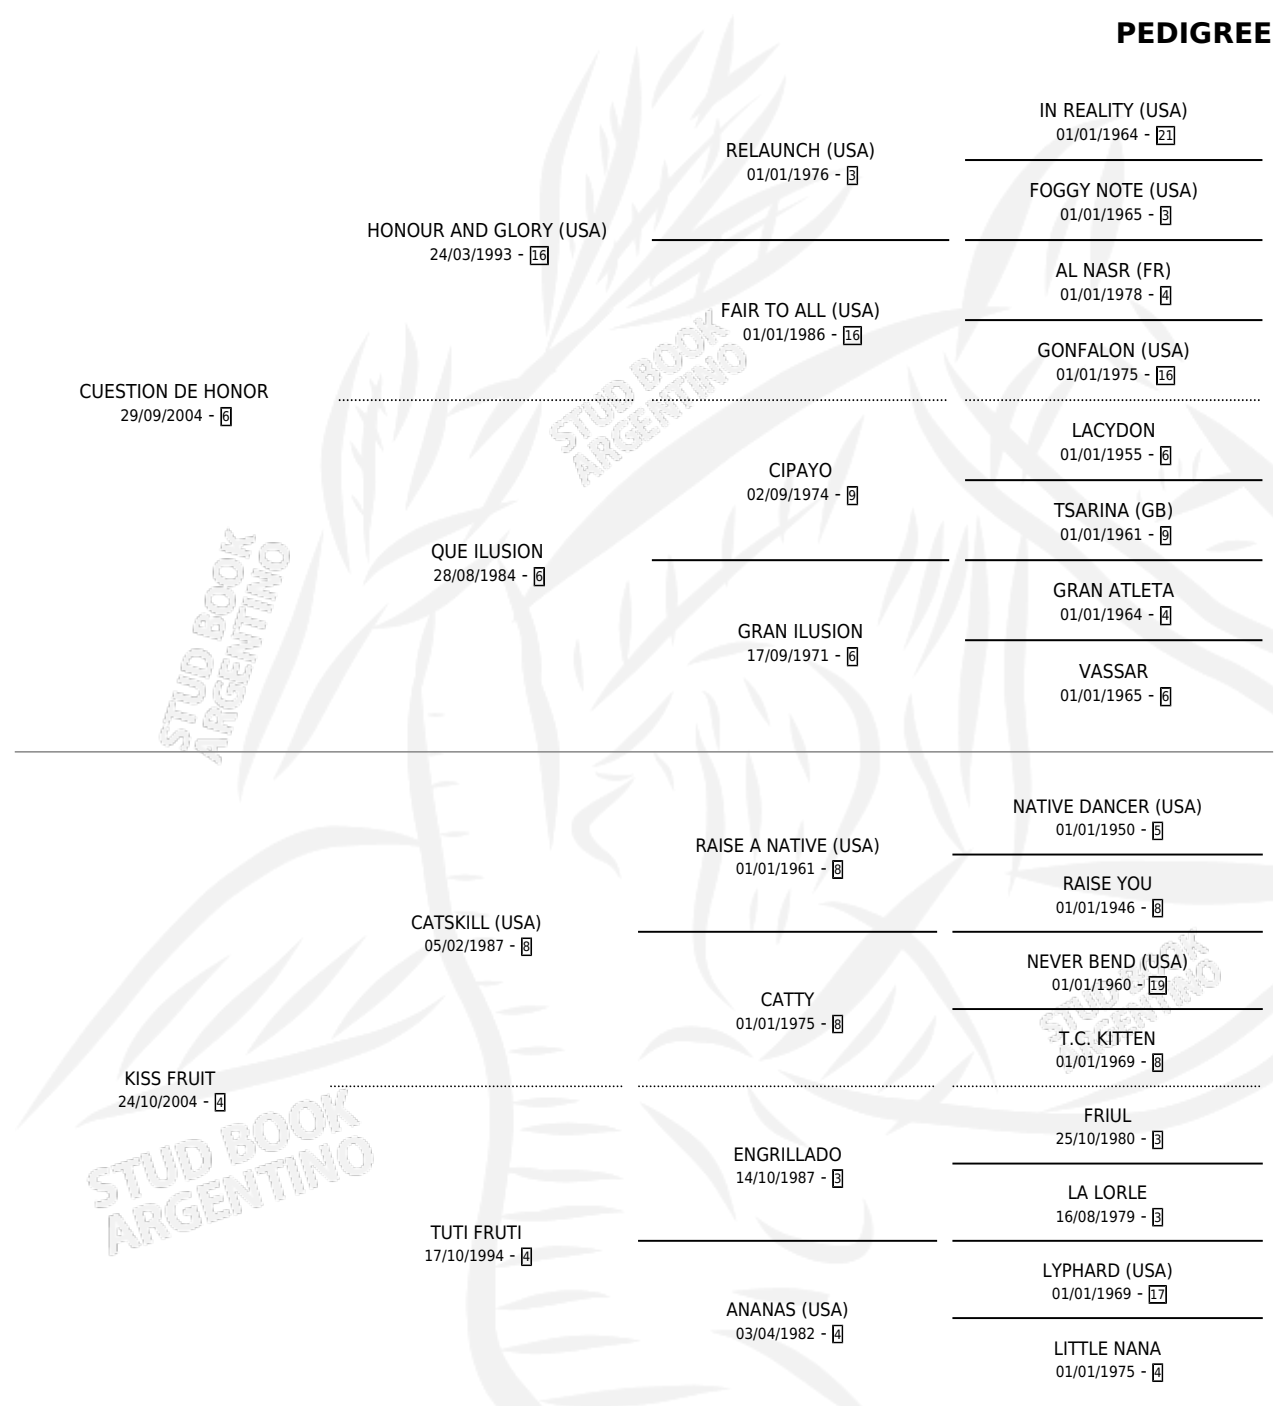 PEDIGREE
IN REALITY (USA)
01/01/1964 - 21
RELAUNCH (USA)
01/01/1976 - 3
FOGGY NOTE (USA)
01/01/1965 - 3
HONOUR AND GLORY (USA)
24/03/1993 - 16
AL NASR (FR)
01/01/1978 - 4
FAIR TO ALL (USA)
01/01/1986 - 16
GONFALON (USA)
01/01/1975 - 16
CUESTION DE HONOR
29/09/2004 - 6
LACYDON
01/01/1955 - 6
CIPAYO
02/09/1974 - 9
TSARINA (GB)
01/01/1961 - 9
QUE ILUSION
28/08/1984 - 6
GRAN ATLETA
01/01/1964 - 4
GRAN ILUSION
17/09/1971 - 6
VASSAR
01/01/1965 - 6
STUD BOOK
ARGENTINO
STUD BOOK
ARGENTINO
NATIVE DANCER (USA)
01/01/1950 - 5
RAISE A NATIVE (USA)
01/01/1961 - 8
RAISE YOU
01/01/1946 - 8
CATSKILL (USA)
05/02/1987 - 8
NEVER BEND (USA)
01/01/1960 - 19
CATTY
01/01/1975 - 8
T.C. KITTEN
01/01/1969 - 8
KISS FRUIT
24/10/2004 - 4
FRIUL
25/10/1980 - 3
ENGRILLADO
14/10/1987 - 3
LA LORLE
16/08/1979 - 3
TUTI FRUTI
17/10/1994 - 4
LYPHARD (USA)
01/01/1969 - 17
ANANAS (USA)
03/04/1982 - 4
LITTLE NANA
01/01/1975 - 4
STUD BOOK
ARGENTINO
STUD BOOK
ARGENTINO